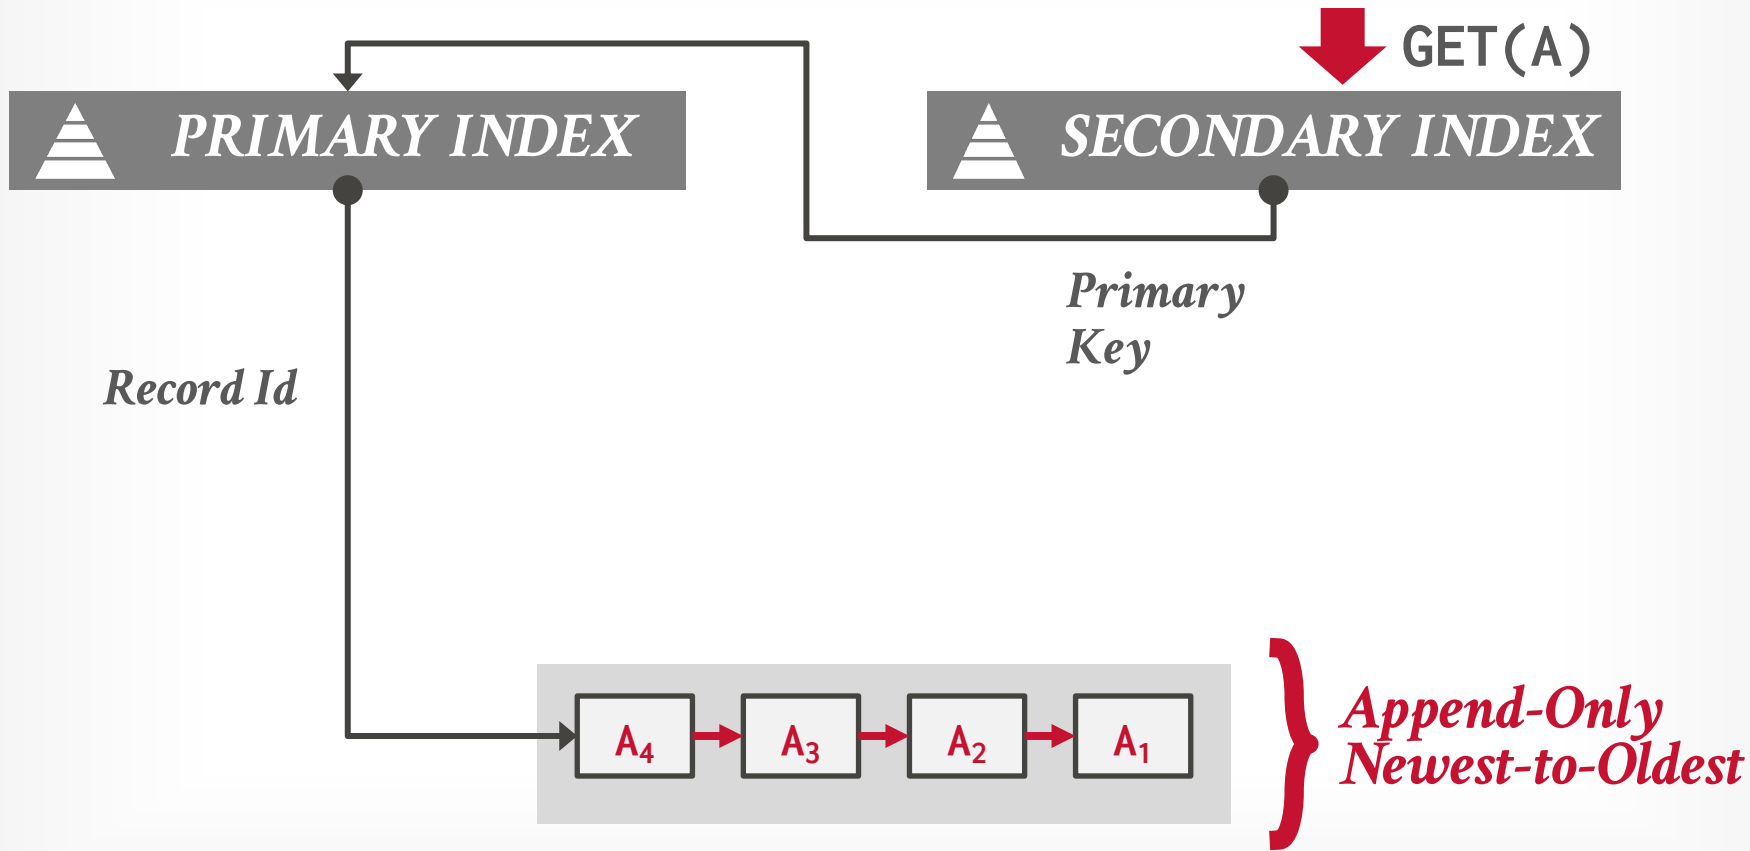 GET(A)
PRIMARY INDEX
SECONDARY INDEX
Primary
Key
Record Id
A4
A3
A2
A1
Append-Only
Newest-to-Oldest